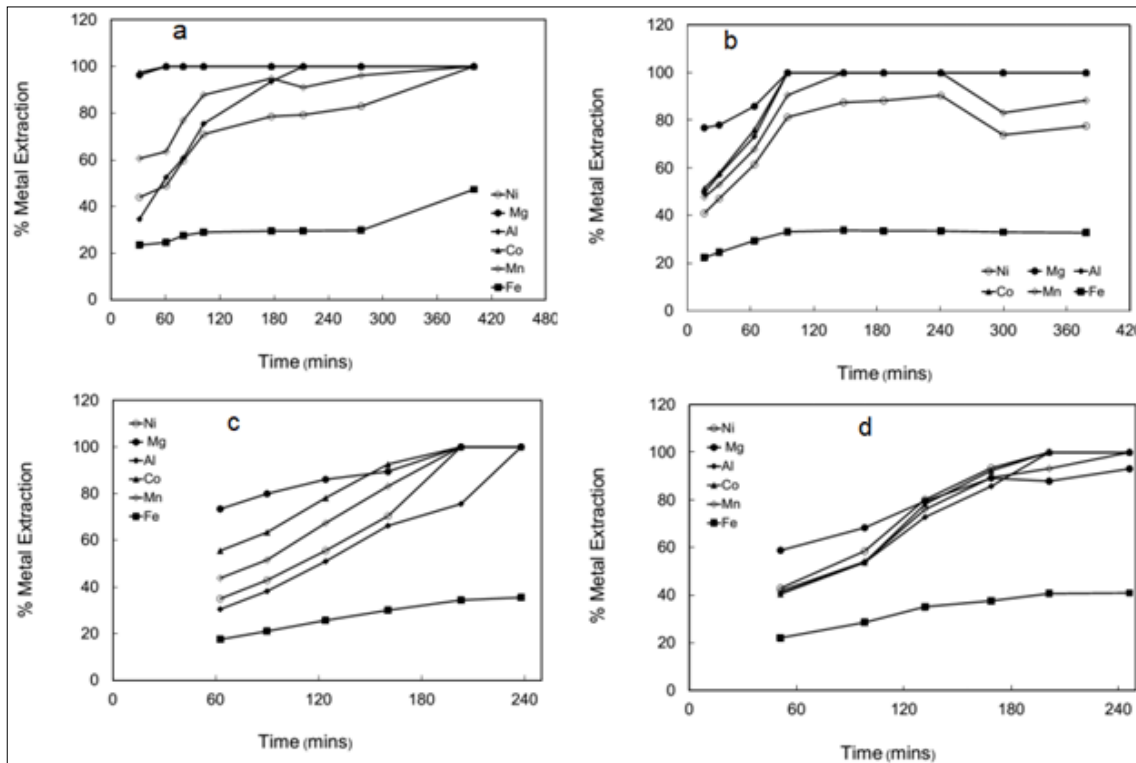 a
120
100
80
60
40
20
0
% Metal Extraction
Ni
Mg
Al
Co
Mn
Fe
0 60 120 180 240 300 360 420 480
Time (mins)
b
120
100
80
60
40
20
0
% Metal Extraction
Ni Mg Al
Co Mn Fe
0 60 120 180 240 300 360 420
Time (mins)
c
120
100
80
60
40
20
0
% Metal Extraction
Ni
Mg
Al
Co
Mn
Fe
0 60 120 180 240
Time (mins)
d
120
100
80
60
40
20
0
% Metal Extraction
Ni
Mg
Al
Co
Mn
Fe
0 60 120 180 240
Time (mins)